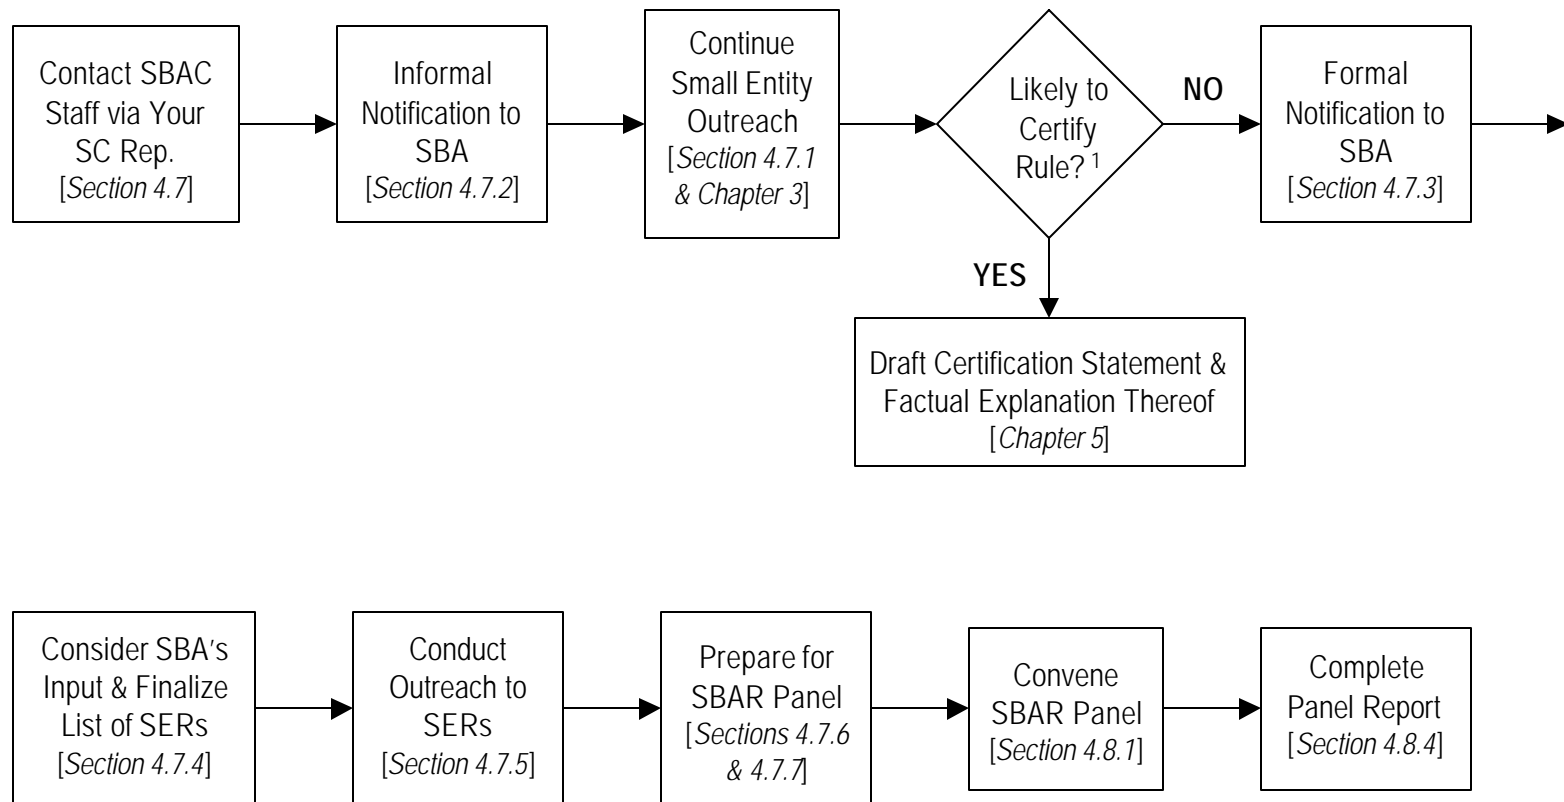 Contact SBAC
Staff via Your
SC Rep.
[Section 4.7]
Informal
Notification to
SBA
[Section 4.7.2]
Continue
Small Entity
Outreach
[Section 4.7.1
& Chapter 3]
Likely to
Certify
Rule? 1
NO
Formal
Notification to
SBA
[Section 4.7.3]
YES
Draft Certification Statement &
Factual Explanation Thereof
[Chapter 5]
Consider SBA's
Input & Finalize
List of SERs
[Section 4.7.4]
Conduct
Outreach to
SERs
[Section 4.7.5]
Prepare for
SBAR Panel
[Sections 4.7.6
& 4.7.7]
Convene
SBAR Panel
[Section 4.8.1]
Complete
Panel Report
[Section 4.8.4]